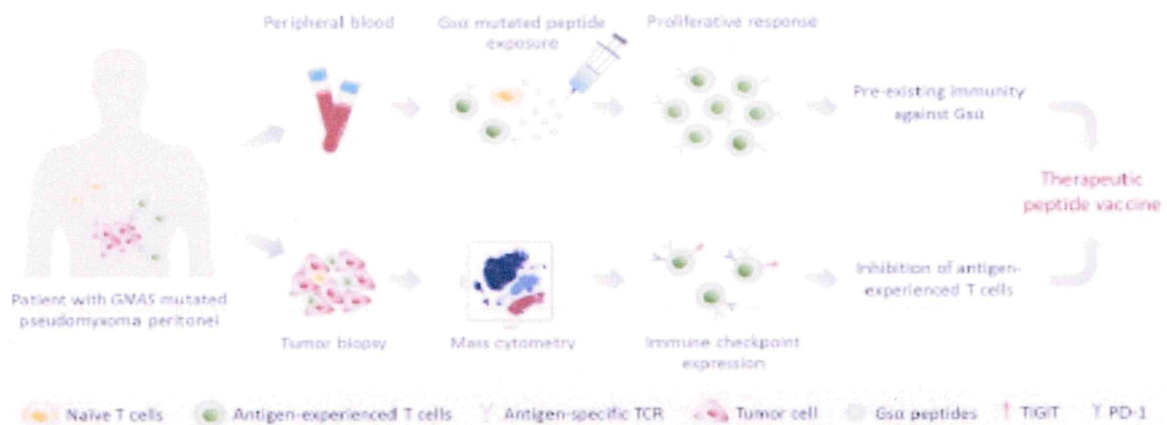 Peripheral blood
Gsα mutated peptide
exposure
Proliferative response
Pre-existing immunity
against Gsα
Therapeutic
peptide vaccine
Patient with GNAS mutated
pseudomyxoma peritonei
Tumor biopsy
Mass cytometry
Immune checkpoint
expression
Inhibition of antigen-
experienced T cells
Naïve T cells
Antigen-experienced T cells
Antigen-specific TCR
Tumor cell
Gsα peptides
TIGIT
PD-1